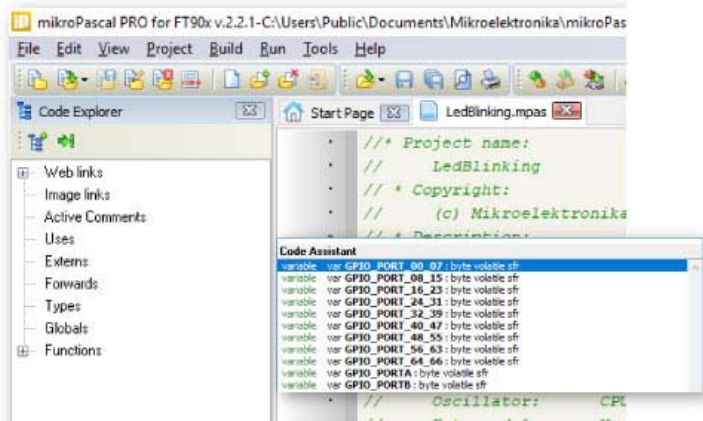 mikroPascal PRO for FT90x v.2.2.1-C:\Users\Public\Documents\Mikroelektronika\mikroPas
File Edit View Project Build Run Tools Help
Code Explorer
Start Page LedBlinking.mpas
//* Project name:
Web links
// LedBlinking
Image links
// * Copyright:
Active Comments
// (c) Mikroelektronika
Uses
// * Description:
Externs
Forwards
Types
Globals
Functions
Code Assistant
variable var GPIO_PORT_00_07 : byte volatile sfr
variable var GPIO_PORT_08_15 : byte volatile sfr
variable var GPIO_PORT_16_23 : byte volatile sfr
variable var GPIO_PORT_24_31 : byte volatile sfr
variable var GPIO_PORT_32_39 : byte volatile sfr
variable var GPIO_PORT_40_47 : byte volatile sfr
variable var GPIO_PORT_48_55 : byte volatile sfr
variable var GPIO_PORT_56_63 : byte volatile sfr
variable var GPIO_PORT_64_66 : byte volatile sfr
variable var GPIO_PORTA : byte volatile sfr
variable var GPIO_PORTB : byte volatile sfr
// Oscillator: CPU